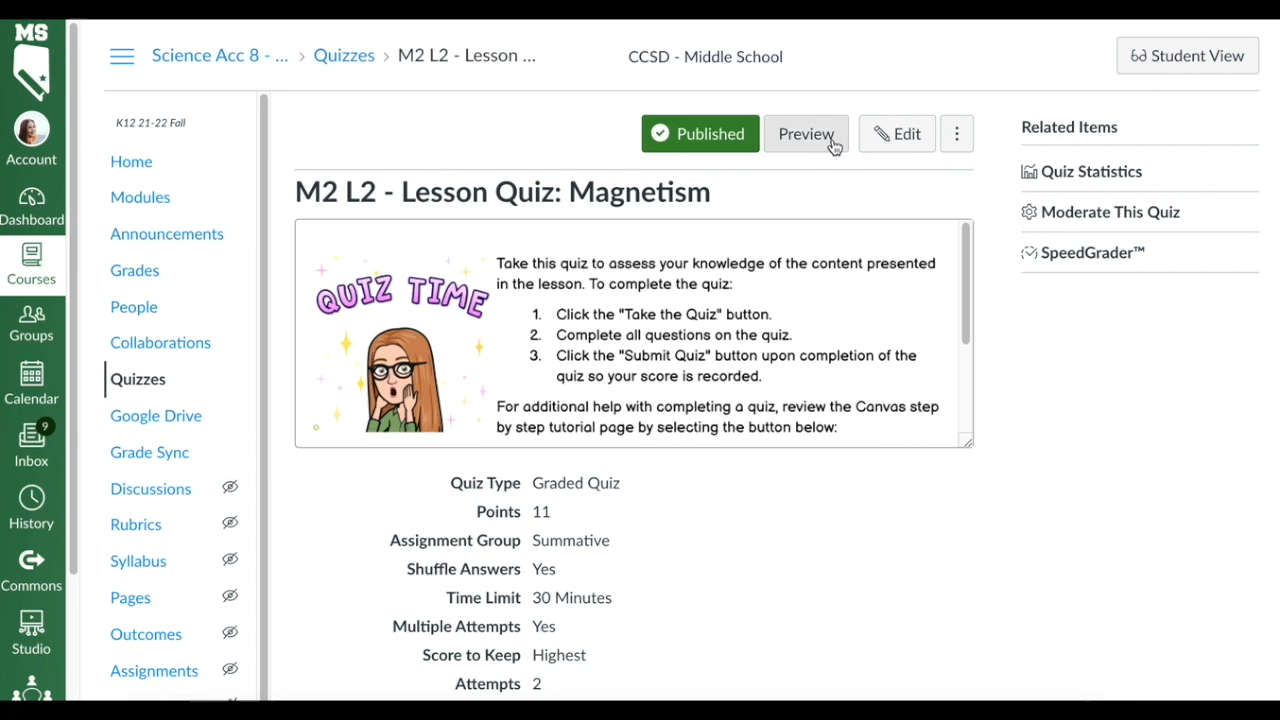 MS
Account
Dashboard
Courses
Groups
Calendar
9
Inbox
History
Commons
Studio
Science Acc 8 - ... › Quizzes › M2 L2 - Lesson ...
CCSD - Middle School
Student View
K12 21-22 Fall
Home
Modules
Announcements
Grades
People
Collaborations
Quizzes
Google Drive
Grade Sync
Discussions
Rubrics
Syllabus
Pages
Outcomes
Assignments
Published
Preview
Edit
M2 L2 - Lesson Quiz: Magnetism
QUIZ TIME
Take this quiz to assess your knowledge of the content presented
in the lesson. To complete the quiz:
1. Click the "Take the Quiz" button.
2. Complete all questions on the quiz.
3. Click the "Submit Quiz" button upon completion of the
quiz so your score is recorded.
For additional help with completing a quiz, review the Canvas step
by step tutorial page by selecting the button below:
Quiz Type Graded Quiz
Points 11
Assignment Group Summative
Shuffle Answers Yes
Time Limit 30 Minutes
Multiple Attempts Yes
Score to Keep Highest
Attempts 2
Related Items
Quiz Statistics
Moderate This Quiz
SpeedGrader™